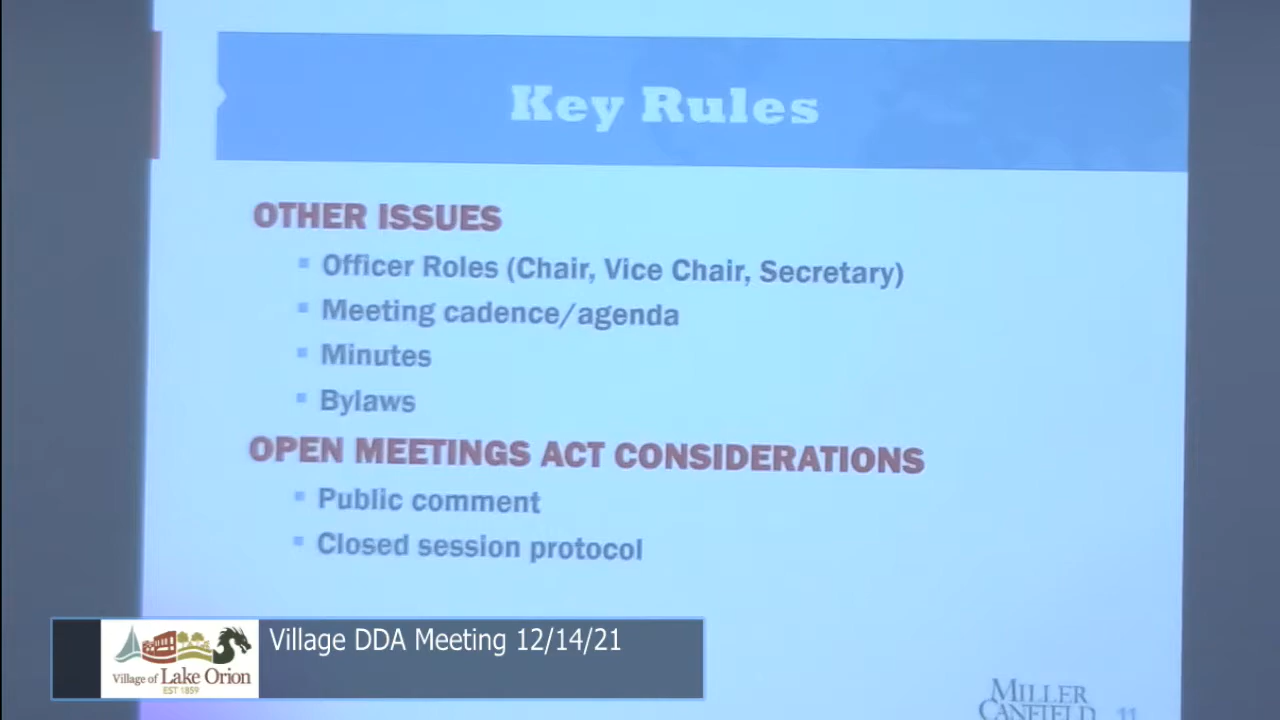 Key Rules
OTHER ISSUES
Officer Roles (Chair, Vice Chair, Secretary)
Meeting cadence/agenda
Minutes
Bylaws
OPEN MEETINGS ACT CONSIDERATIONS
Public comment
Closed session protocol
Village DDA Meeting 12/14/21
Village of Lake Orion
EST 1859
MILLER
CANFIELD
11